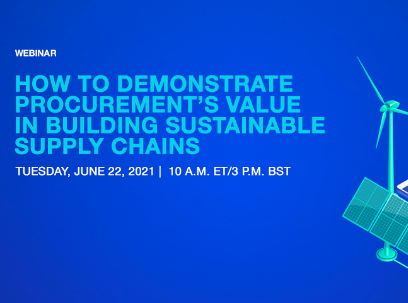 WEBINAR
HOW TO DEMONSTRATE
PROCUREMENT'S VALUE
IN BUILDING SUSTAINABLE
SUPPLY CHAINS
TUESDAY, JUNE 22, 2021 | 10 A.M. ET/3 P.M. BST